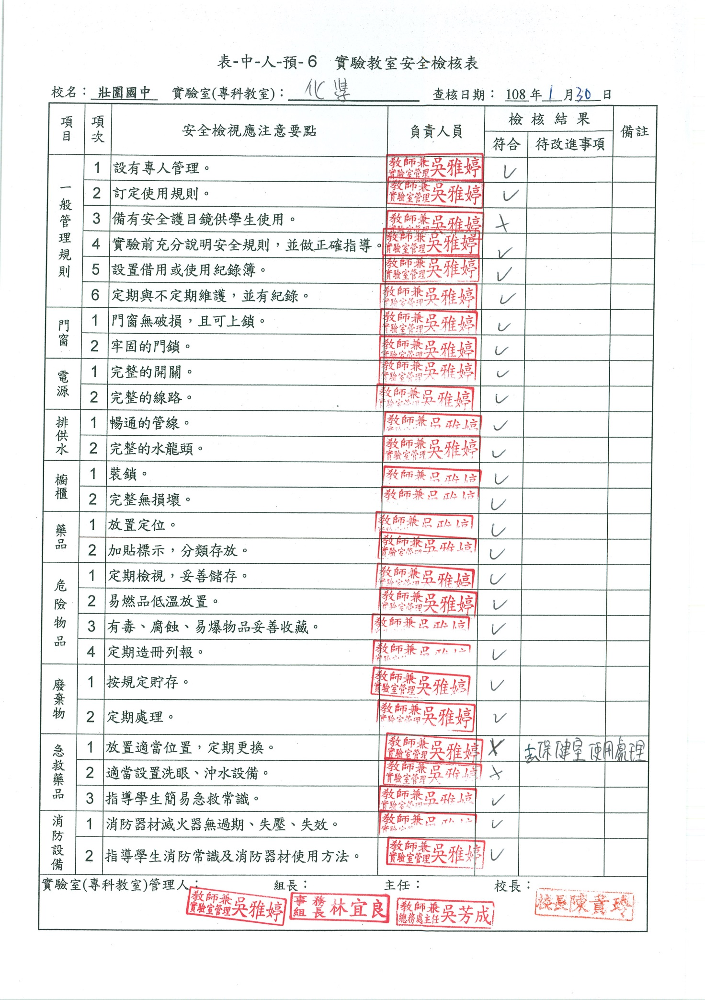 表-中-人-預-6 實驗教室安全檢核表
校名：壯圍國中 實驗室(專科教室)：化學 查核日期：108年1月30日
項目 項次 安全檢視應注意要點 負責人員 檢核結果 備註
符合 待改進事項
一般管理規則
1 設有專人管理。 教師兼實驗室管理吳雅婷 ✓
2 訂定使用規則。 教師兼實驗室管理吳雅婷 ✓
3 備有安全護目鏡供學生使用。 教師兼實驗室管理吳雅婷 ✗
4 實驗前充分說明安全規則，並做正確指導。 教師兼實驗室管理吳雅婷 ✓
5 設置借用或使用紀錄簿。 教師兼實驗室管理吳雅婷 ✓
6 定期與不定期維護，並有紀錄。 教師兼實驗室管理吳雅婷 ✓
門窗
1 門窗無破損，且可上鎖。 教師兼實驗室管理吳雅婷 ✓
2 牢固的門鎖。 教師兼實驗室管理吳雅婷 ✓
電源
1 完整的開關。 教師兼實驗室管理吳雅婷 ✓
2 完整的線路。 教師兼實驗室管理吳雅婷 ✓
排供水
1 暢通的管線。 教師兼吳雅婷 ✓
2 完整的水龍頭。 教師兼實驗室管理吳雅婷 ✓
櫥櫃
1 裝鎖。 教師兼吳雅婷 ✓
2 完整無損壞。 教師兼吳雅婷 ✓
藥品
1 放置定位。 教師兼吳雅婷 ✓
2 加貼標示，分類存放。 教師兼實驗室管理吳雅婷 ✓
危險物品
1 定期檢視，妥善儲存。 教師兼實驗室管理吳雅婷 ✓
2 易燃品低溫放置。 教師兼實驗室管理吳雅婷 ✓
3 有毒、腐蝕、易爆物品妥善收藏。 教師兼吳雅婷 ✓
4 定期造冊列報。 教師兼吳雅婷 ✓
廢棄物
1 按規定貯存。 教師兼實驗室管理吳雅婷 ✓
2 定期處理。 教師兼實驗室管理吳雅婷 ✓
急救藥品
1 放置適當位置，定期更換。 教師兼實驗室管理吳雅婷 ✗ 去保健室使用處理
2 適當設置洗眼、沖水設備。 教師兼實驗室管理吳雅婷 ✗
3 指導學生簡易急救常識。 教師兼實驗室管理吳雅婷 ✓
消防設備
1 消防器材滅火器無過期、失壓、失效。 教師兼吳雅婷 ✓
2 指導學生消防常識及消防器材使用方法。 教師兼實驗室管理吳雅婷 ✓
實驗室(專科教室)管理人： 組長： 主任： 校長：
教師兼實驗室管理吳雅婷 事務組長林宜良 教師兼總務處主任吳芳成 校長陳